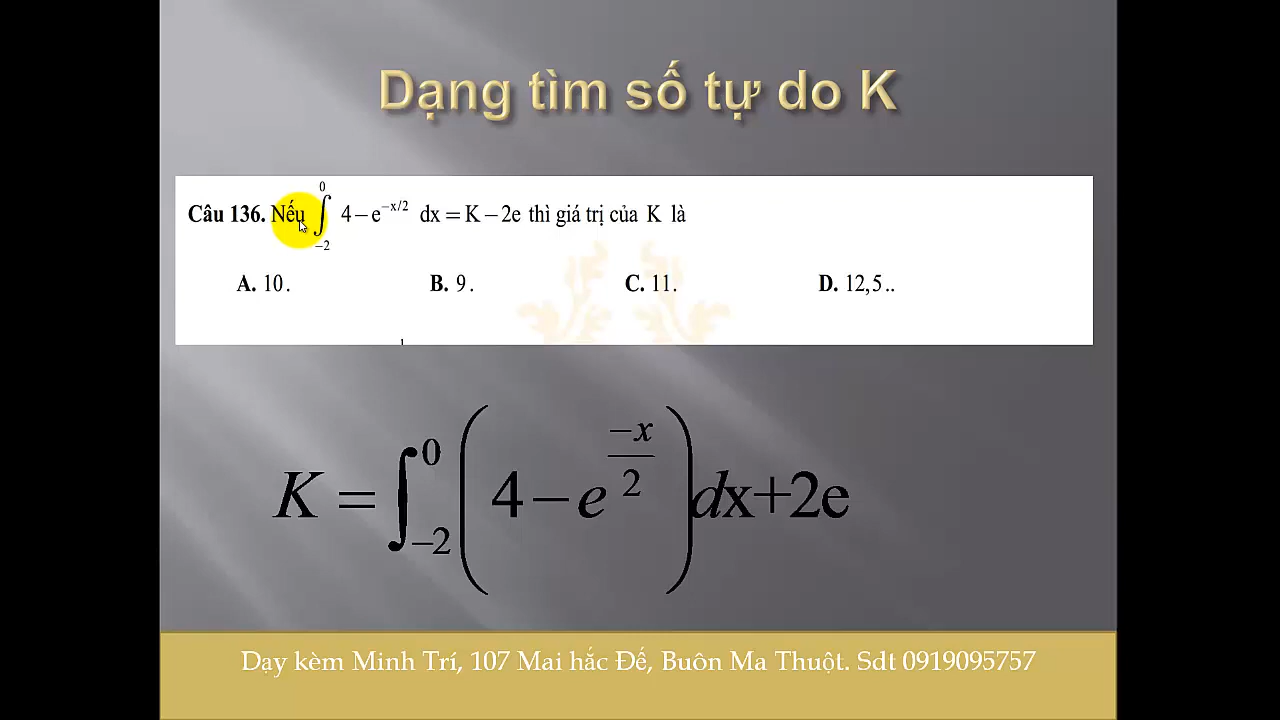 Dạng tìm số tự do K
Câu 136. Nếu ∫_{-2}^{0} 4 – e^{–x/2} dx = K – 2e thì giá trị của K là
A. 10. B. 9. C. 11. D. 12,5..
K = ∫_{-2}^{0} (4 – e^{\frac{-x}{2}}) dx+2e
Dạy kèm Minh Trí, 107 Mai hắc Đế, Buôn Ma Thuột. Sdt 0919095757